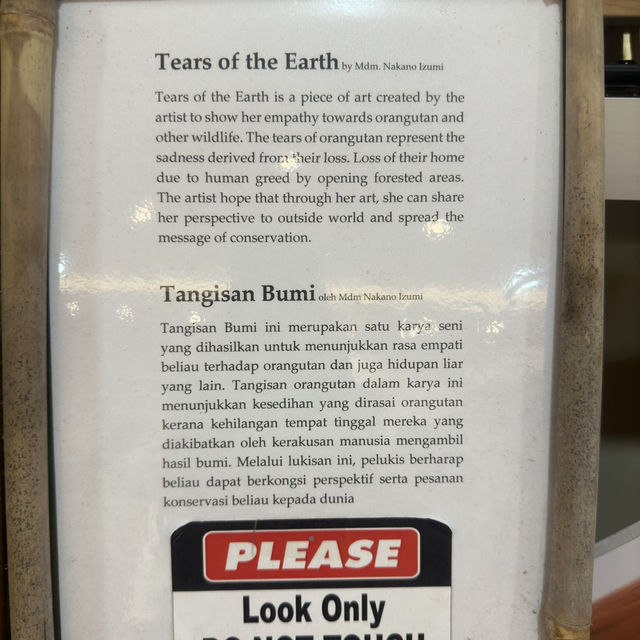 Tears of the Earth by Mdm. Nakano Izumi
Tears of the Earth is a piece of art created by the
artist to show her empathy towards orangutan and
other wildlife. The tears of orangutan represent the
sadness derived from their loss. Loss of their home
due to human greed by opening forested areas.
The artist hope that through her art, she can share
her perspective to outside world and spread the
message of conservation.
Tangisan Bumi oleh Mdm Nakano Izumi
Tangisan Bumi ini merupakan satu karya seni
yang dihasilkan untuk menunjukkan rasa empati
beliau terhadap orangutan dan juga hidupan liar
yang lain. Tangisan orangutan dalam karya ini
menunjukkan kesedihan yang dirasai orangutan
kerana kehilangan tempat tinggal mereka yang
diakibatkan oleh kerakusan manusia mengambil
hasil bumi. Melalui lukisan ini, pelukis berharap
beliau dapat berkongsi perspektif serta pesanan
konservasi beliau kepada dunia
PLEASE
Look Only
DO NOT TOUCH